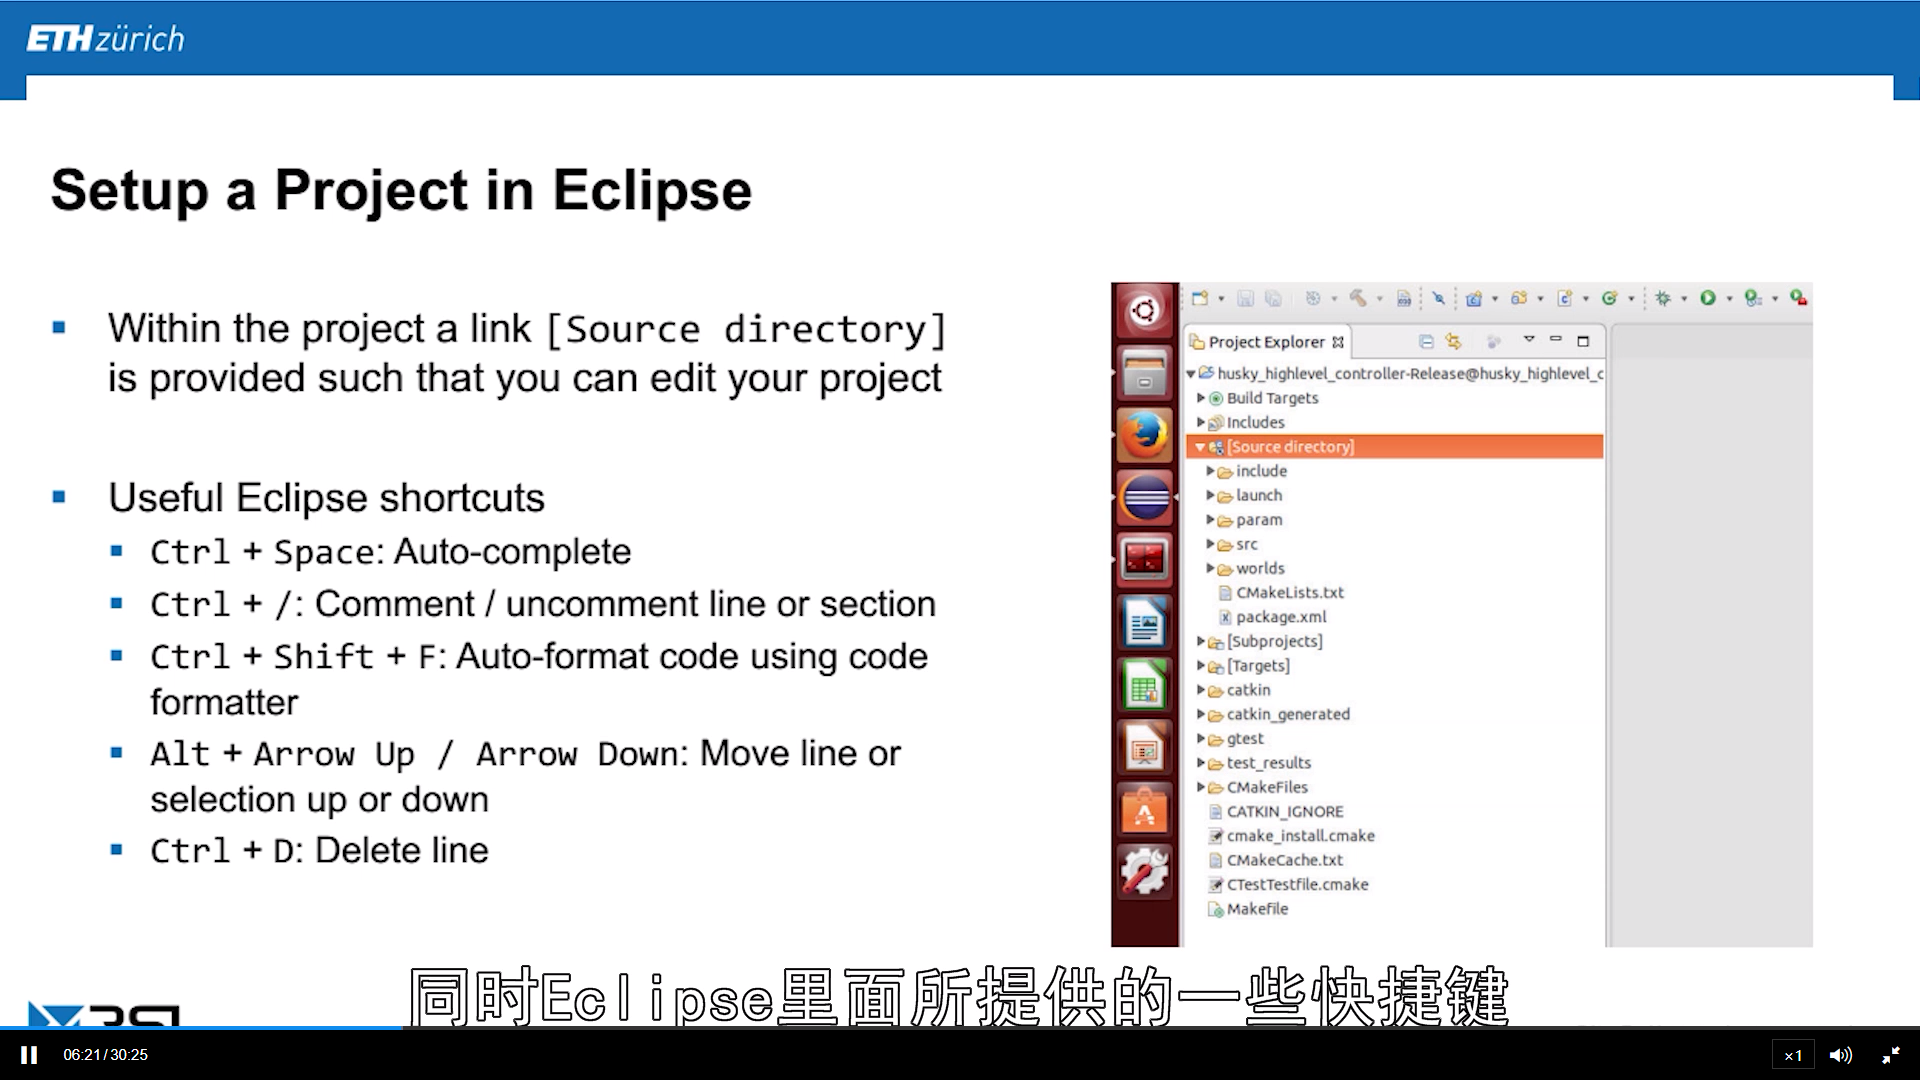 ETH zürich
Setup a Project in Eclipse
Within the project a link [Source directory]
is provided such that you can edit your project
Useful Eclipse shortcuts
Ctrl + Space: Auto-complete
Ctrl + /: Comment / uncomment line or section
Ctrl + Shift + F: Auto-format code using code
formatter
Alt + Arrow Up / Arrow Down: Move line or
selection up or down
Ctrl + D: Delete line
Project Explorer
husky_highlevel_controller-Release@husky_highlevel_c
Build Targets
Includes
[Source directory]
include
launch
param
src
worlds
CMakeLists.txt
package.xml
[Subprojects]
[Targets]
catkin
catkin_generated
gtest
test_results
CMakeFiles
CATKIN_IGNORE
cmake_install.cmake
CMakeCache.txt
CTestTestfile.cmake
Makefile
同时Eclipse里面所提供的一些快捷键
06:21/30:25
×1